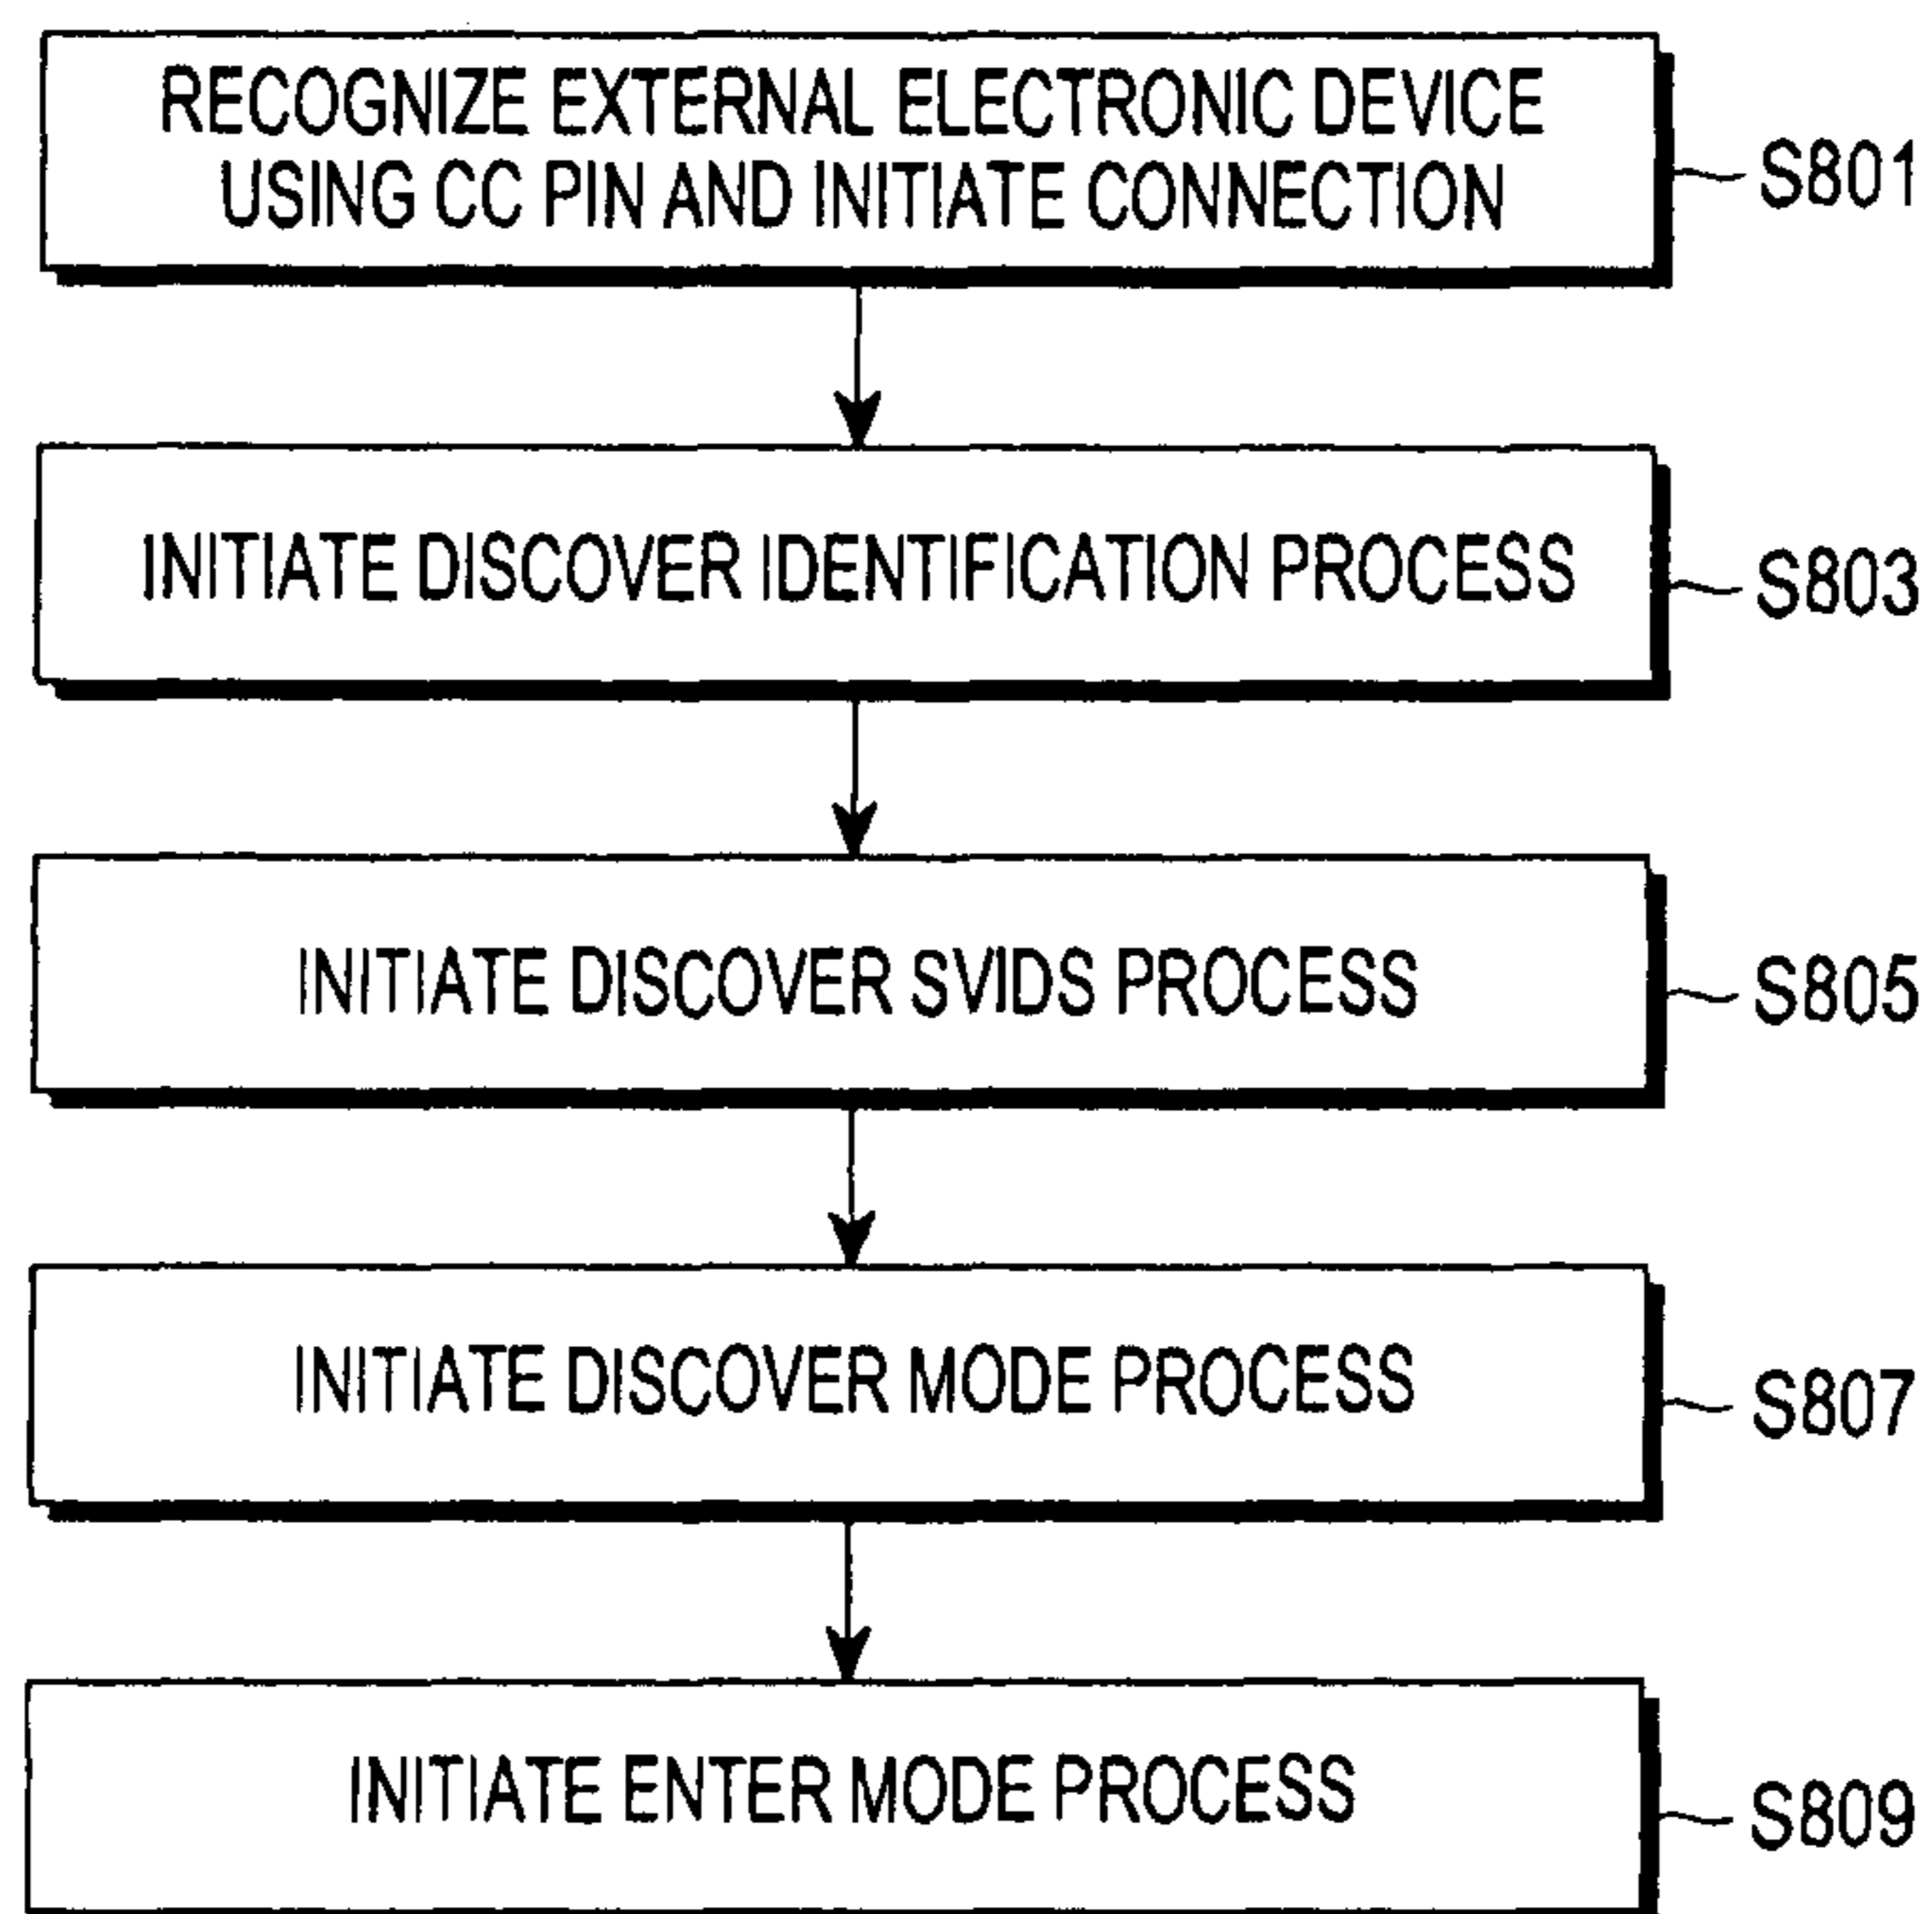 RECOGNIZE EXTERNAL ELECTRONIC DEVICE
USING CC PIN AND INITIATE CONNECTION
S801
INITIATE DISCOVER IDENTIFICATION PROCESS
S803
INITIATE DISCOVER SVIDS PROCESS
S805
INITIATE DISCOVER MODE PROCESS
S807
INITIATE ENTER MODE PROCESS
S809